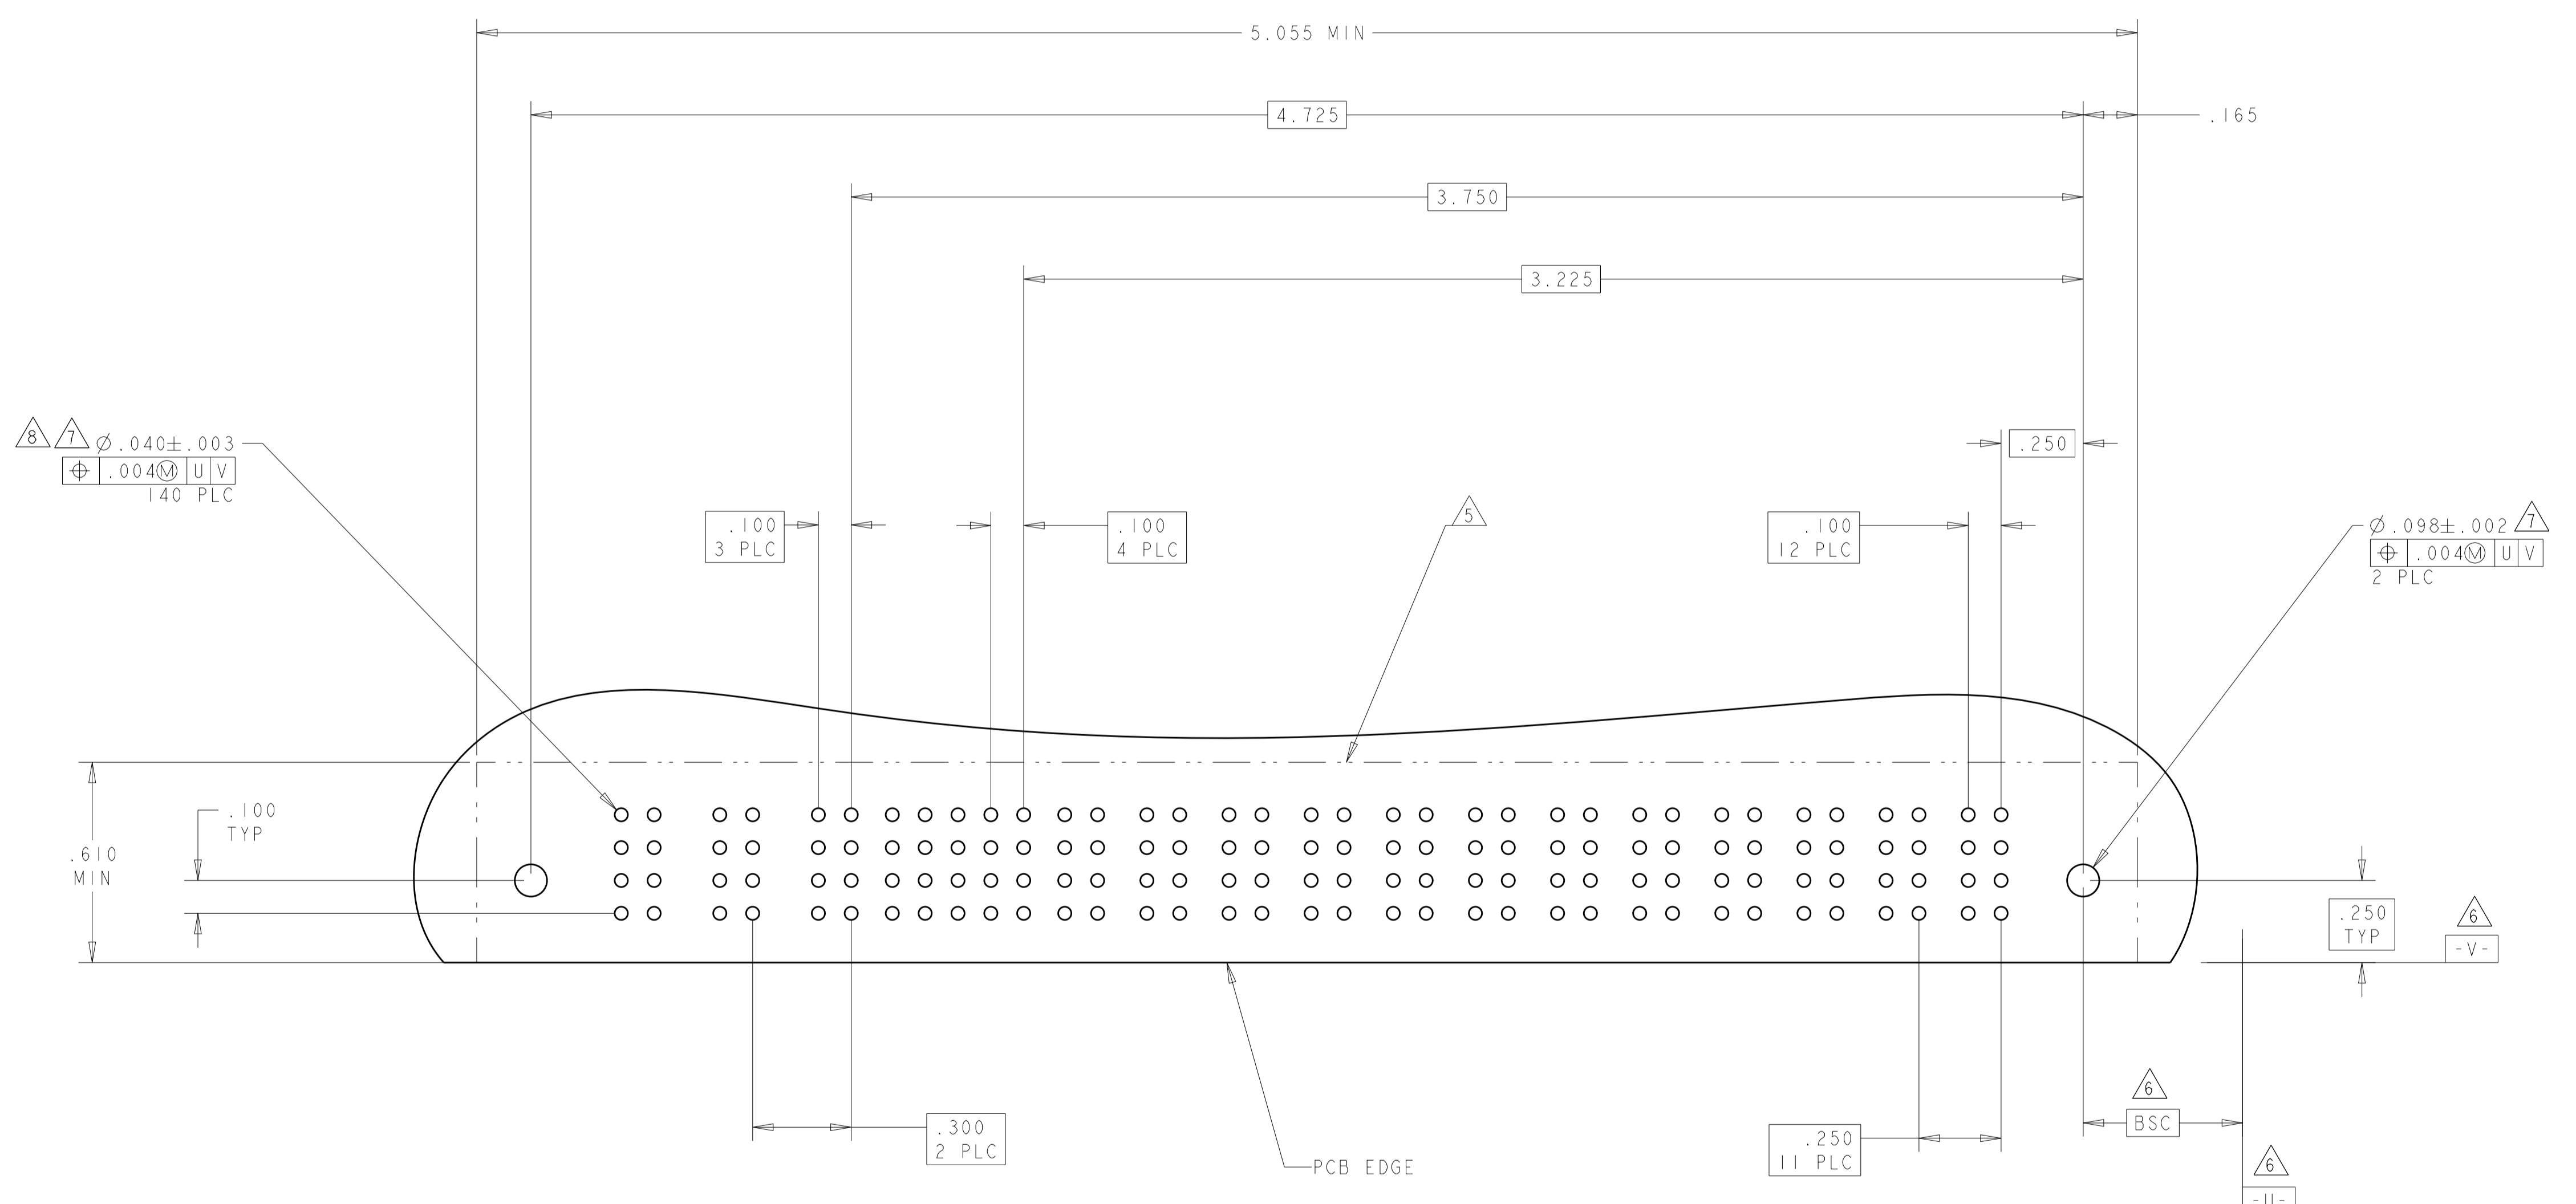 5.055 MIN
4.725
.165
3.750
3.225
8 7 Ø.040±.003
⌖ .004Ⓜ U V
140 PLC
.250
.100
3 PLC
.100
4 PLC
5
.100
12 PLC
Ø.098±.002 7
⌖ .004Ⓜ U V
2 PLC
.100
TYP
.610
MIN
.250
TYP
6
-V-
6
BSC
.300
2 PLC
.250
11 PLC
PCB EDGE
6
-U-